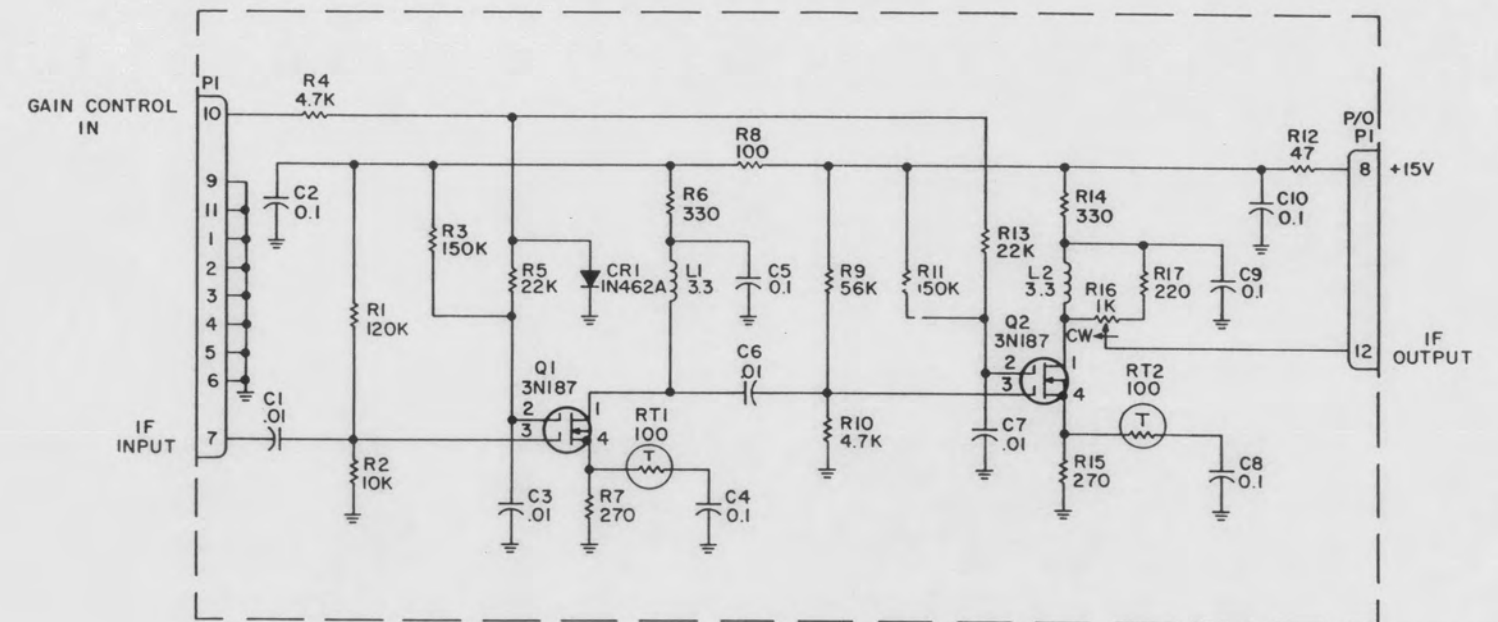 GAIN CONTROL
IN
P1
10
9
11
1
2
3
4
5
6
7
IF
INPUT
R4
4.7K
C2
0.1
R1
120K
C1
.01
R2
10K
R3
150K
R5
22K
CR1
1N462A
Q1
3N187
2
3
1
4
C3
.01
R7
270
RT1
100
T
C4
0.1
R8
100
R6
330
L1
3.3
C5
0.1
C6
.01
R9
56K
R10
4.7K
R11
150K
R13
22K
C7
.01
Q2
3N187
2
3
1
4
R14
330
L2
3.3
R16
1K
CW
R17
220
C9
0.1
RT2
100
T
R15
270
C8
0.1
C10
0.1
R12
47
P/O
P1
8
+15V
12
IF
OUTPUT